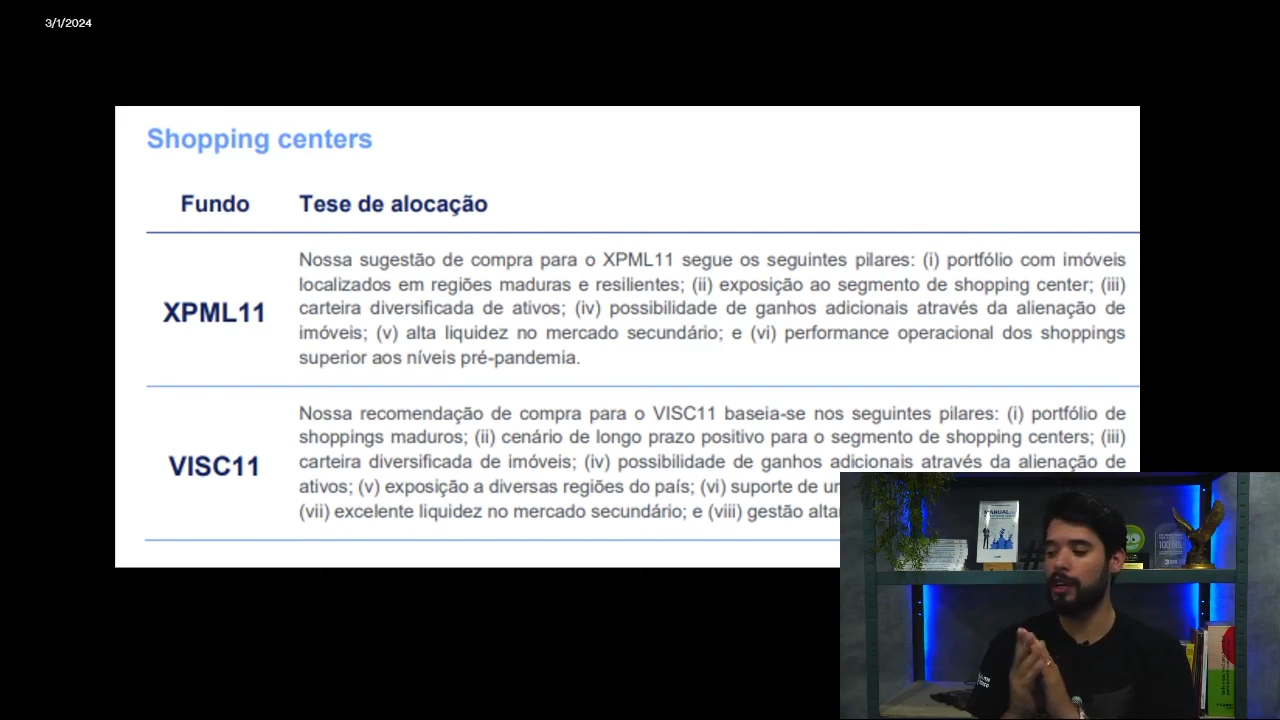 3/1/2024
Shopping centers
Fundo Tese de alocação
XPML11
Nossa sugestão de compra para o XPML11 segue os seguintes pilares: (i) portfólio com imóveis
localizados em regiões maduras e resilientes; (ii) exposição ao segmento de shopping center; (iii)
carteira diversificada de ativos; (iv) possibilidade de ganhos adicionais através da alienação de
imóveis; (v) alta liquidez no mercado secundário; e (vi) performance operacional dos shoppings
superior aos níveis pré-pandemia.
VISC11
Nossa recomendação de compra para o VISC11 baseia-se nos seguintes pilares: (i) portfólio de
shoppings maduros; (ii) cenário de longo prazo positivo para o segmento de shopping centers; (iii)
carteira diversificada de imóveis; (iv) possibilidade de ganhos adicionais através da alienação de
ativos; (v) exposição a diversas regiões do país; (vi) suporte de
(vii) excelente liquidez no mercado secundário; e (viii) gestão
MANUAL
100 MIL